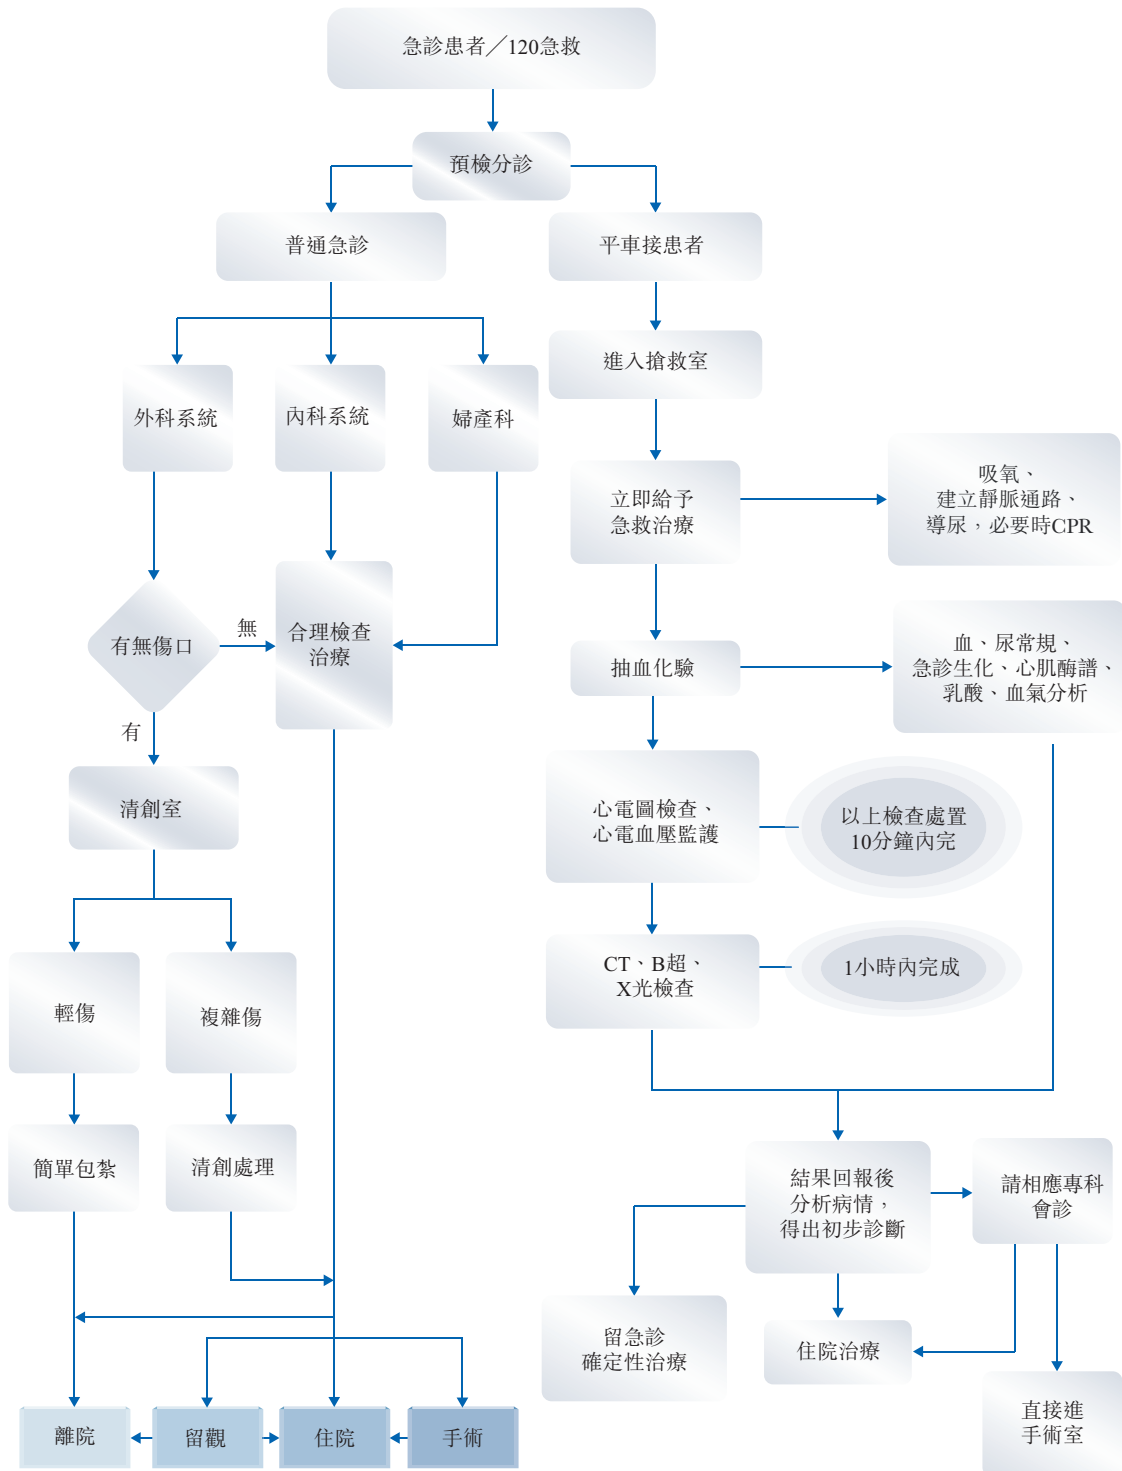 急診患者／120急救
預檢分診
普通急診
平車接患者
進入搶救室
外科系統
內科系統
婦產科
立即給予
急救治療
吸氧、
建立靜脈通路、
導尿，必要時CPR
有無傷口
無
合理檢查
治療
抽血化驗
血、尿常規、
急診生化、心肌酶譜、
乳酸、血氣分析
有
清創室
心電圖檢查、
心電血壓監護
以上檢查處置
10分鐘內完
輕傷
複雜傷
CT、B超、
X光檢查
1小時內完成
簡單包紮
清創處理
結果回報後
分析病情，
得出初步診斷
請相應專科
會診
留急診
確定性治療
住院治療
直接進
手術室
離院
留觀
住院
手術